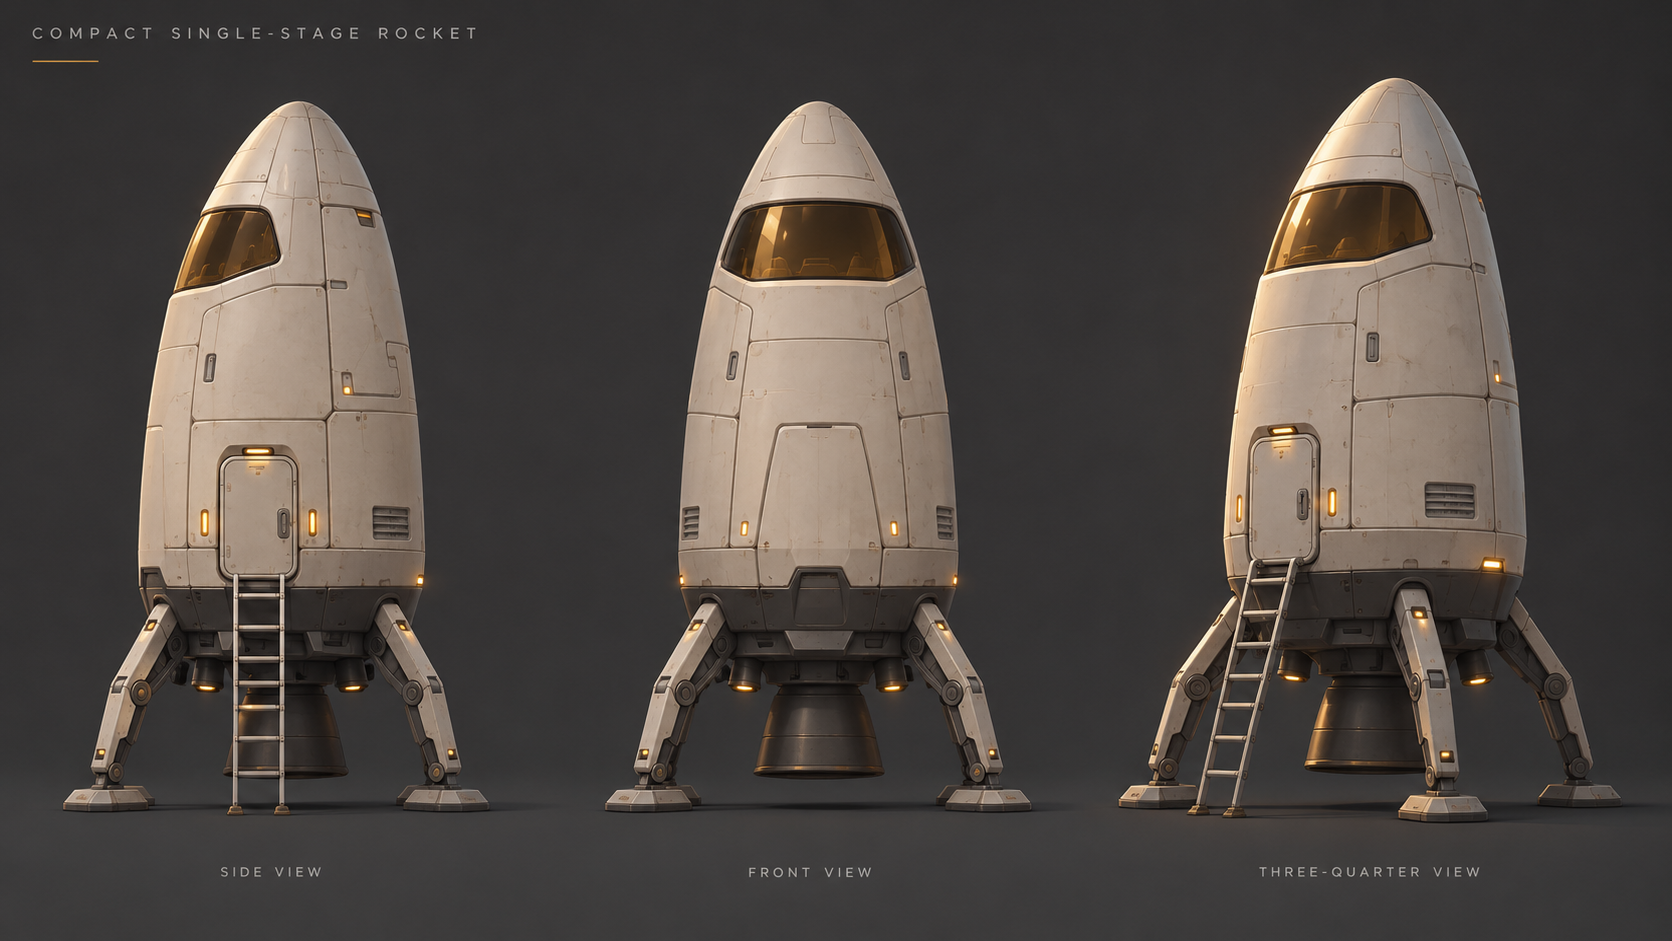 COMPACT SINGLE-STAGE ROCKET
SIDE VIEW
FRONT VIEW
THREE-QUARTER VIEW